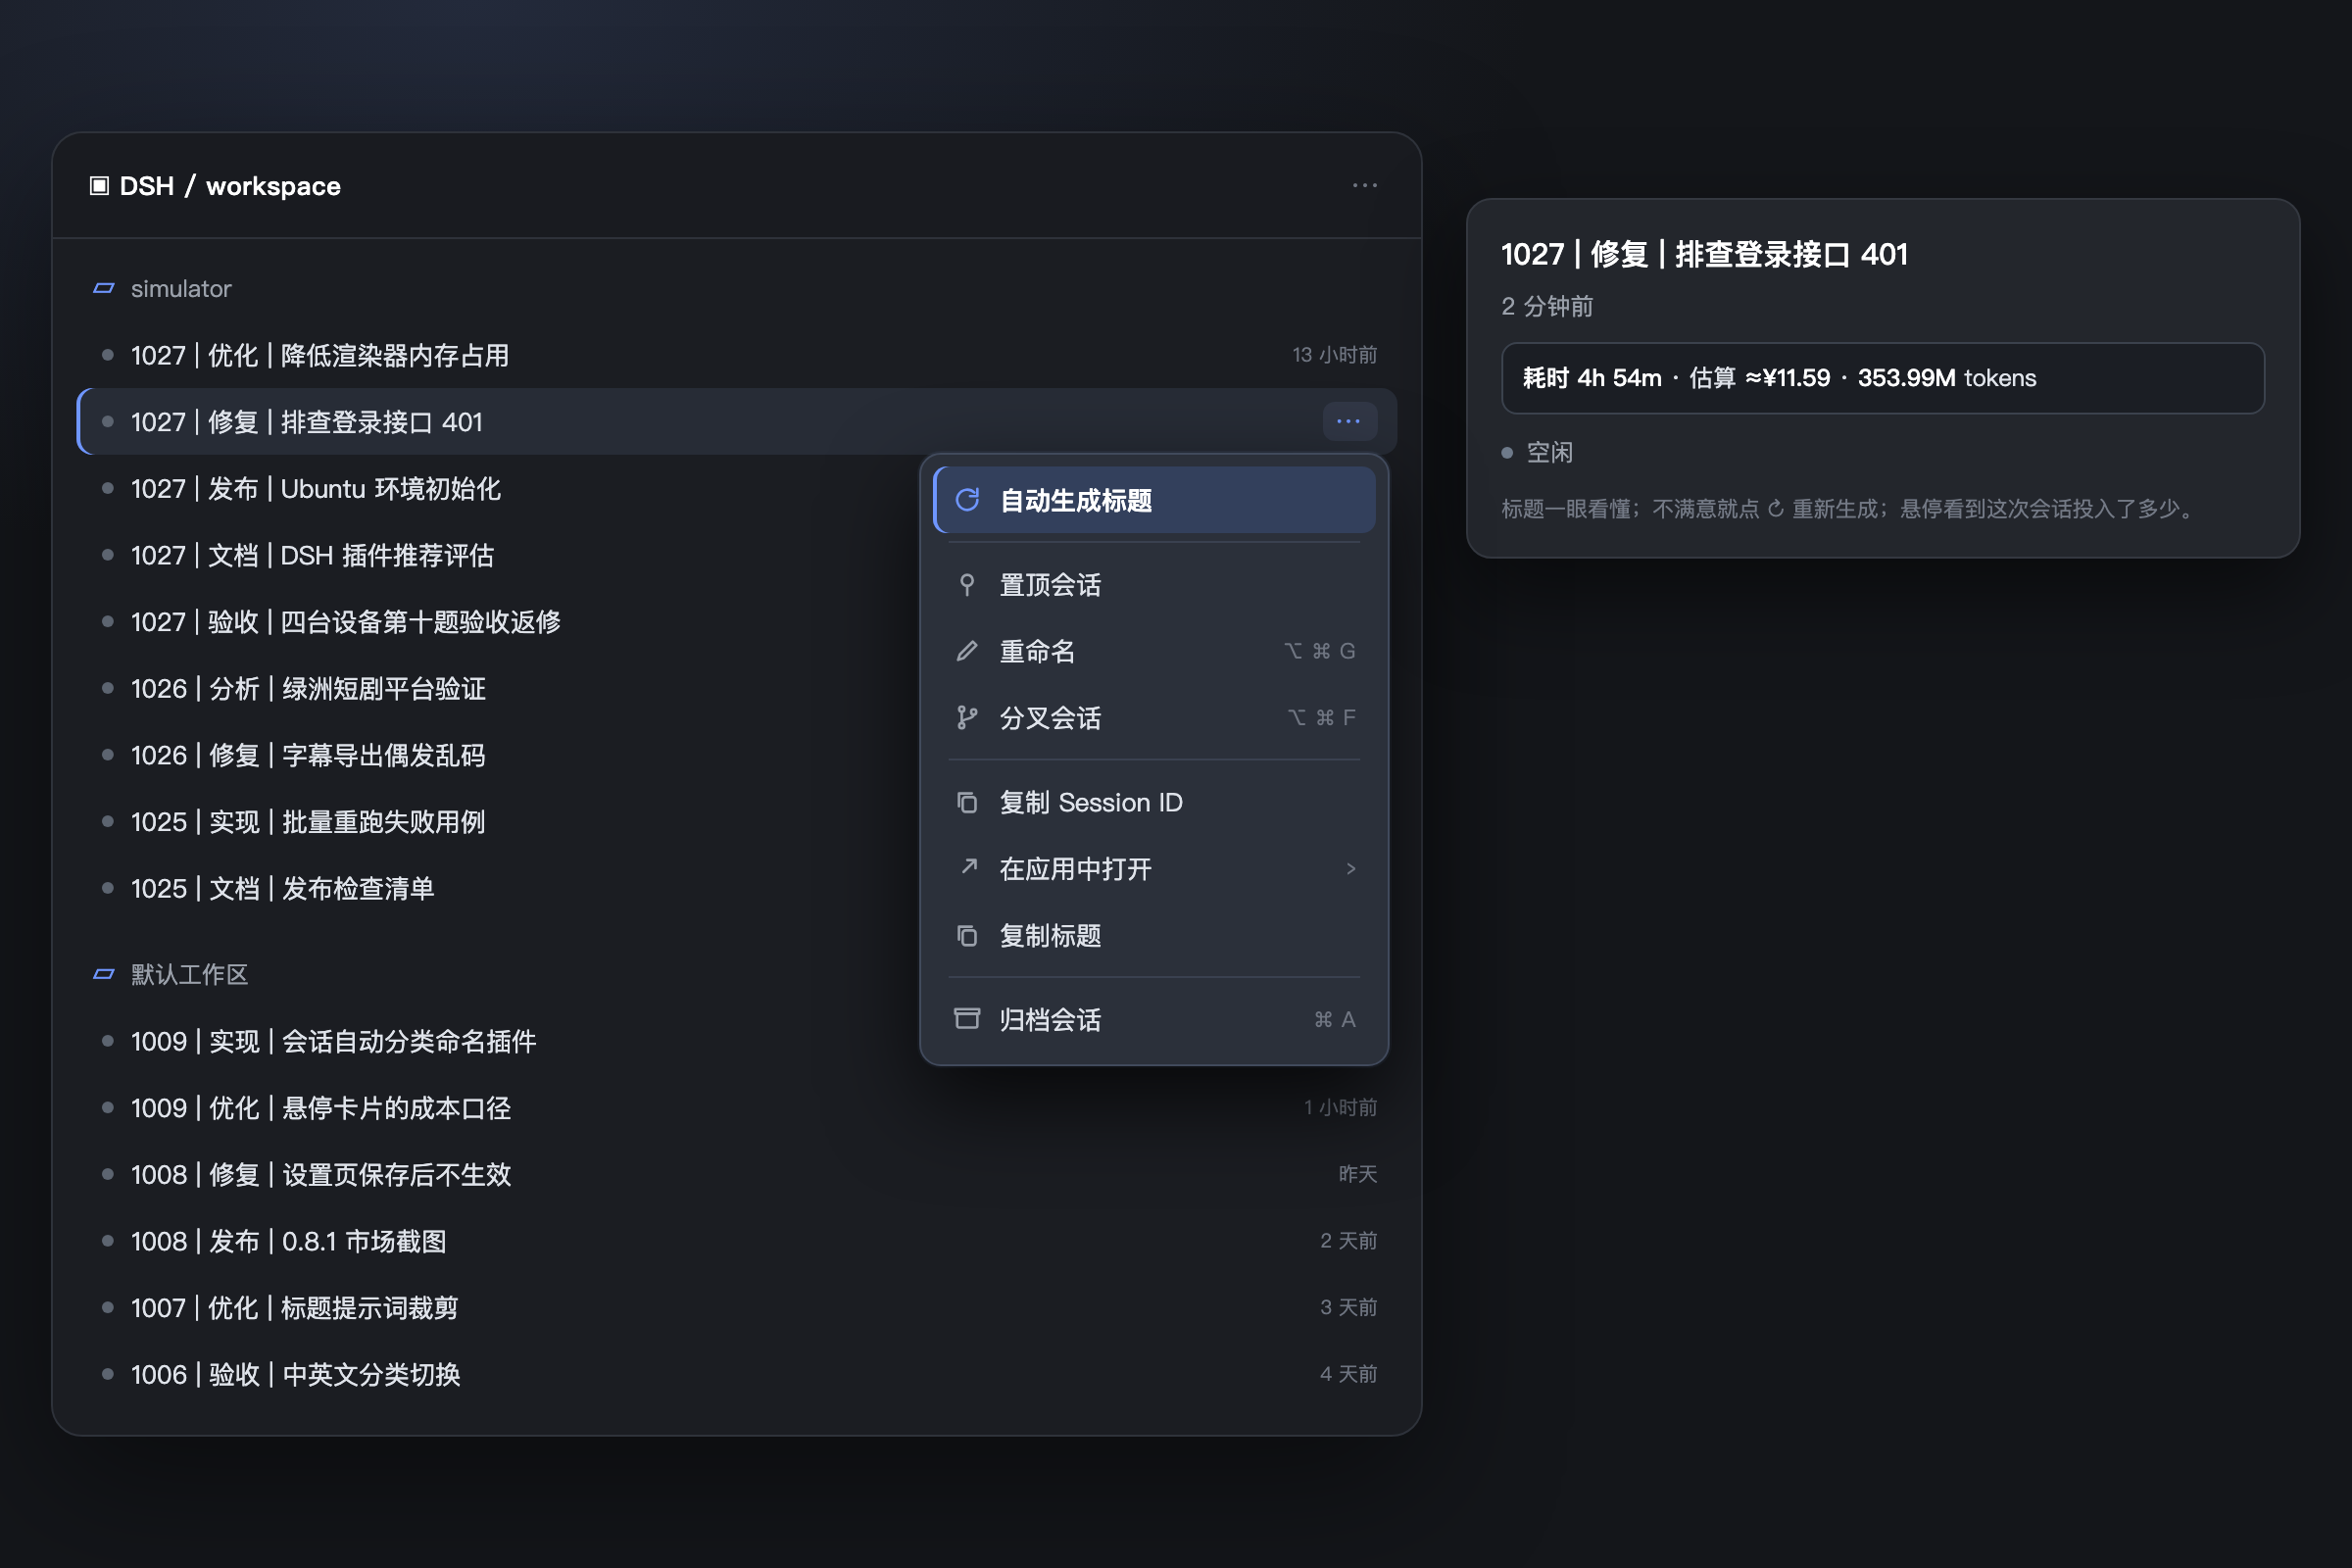 DSH / workspace
simulator
1027 | 优化 | 降低渲染器内存占用 13 小时前
1027 | 修复 | 排查登录接口 401
1027 | 发布 | Ubuntu 环境初始化
1027 | 文档 | DSH 插件推荐评估
1027 | 验收 | 四台设备第十题验收返修
1026 | 分析 | 绿洲短剧平台验证
1026 | 修复 | 字幕导出偶发乱码
1025 | 实现 | 批量重跑失败用例
1025 | 文档 | 发布检查清单
默认工作区
1009 | 实现 | 会话自动分类命名插件
1009 | 优化 | 悬停卡片的成本口径 1 小时前
1008 | 修复 | 设置页保存后不生效 昨天
1008 | 发布 | 0.8.1 市场截图 2 天前
1007 | 优化 | 标题提示词裁剪 3 天前
1006 | 验收 | 中英文分类切换 4 天前
自动生成标题
置顶会话
重命名 ⌥ ⌘ G
分叉会话 ⌥ ⌘ F
复制 Session ID
在应用中打开
复制标题
归档会话 ⌘ A
1027 | 修复 | 排查登录接口 401
2 分钟前
耗时 4h 54m · 估算 ≈¥11.59 · 353.99M tokens
空闲
标题一眼看懂；不满意就点 ↻ 重新生成；悬停看到这次会话投入了多少。